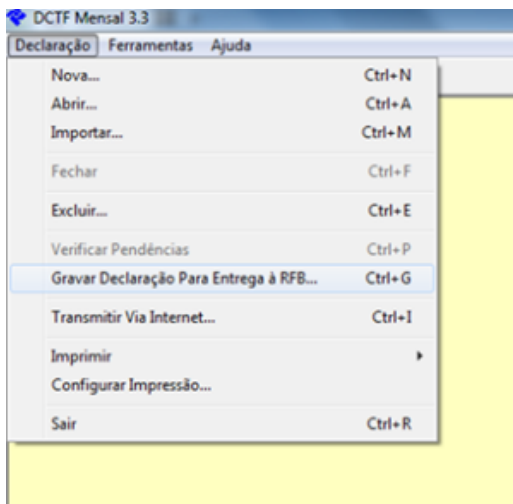 DCTF Mensal 3.3
Declaração Ferramentas Ajuda
Nova... Ctrl+N
Abrir... Ctrl+A
Importar... Ctrl+M
Fechar Ctrl+F
Excluir... Ctrl+E
Verificar Pendências Ctrl+P
Gravar Declaração Para Entrega à RFB... Ctrl+G
Transmitir Via Internet... Ctrl+I
Imprimir
Configurar Impressão...
Sair Ctrl+R